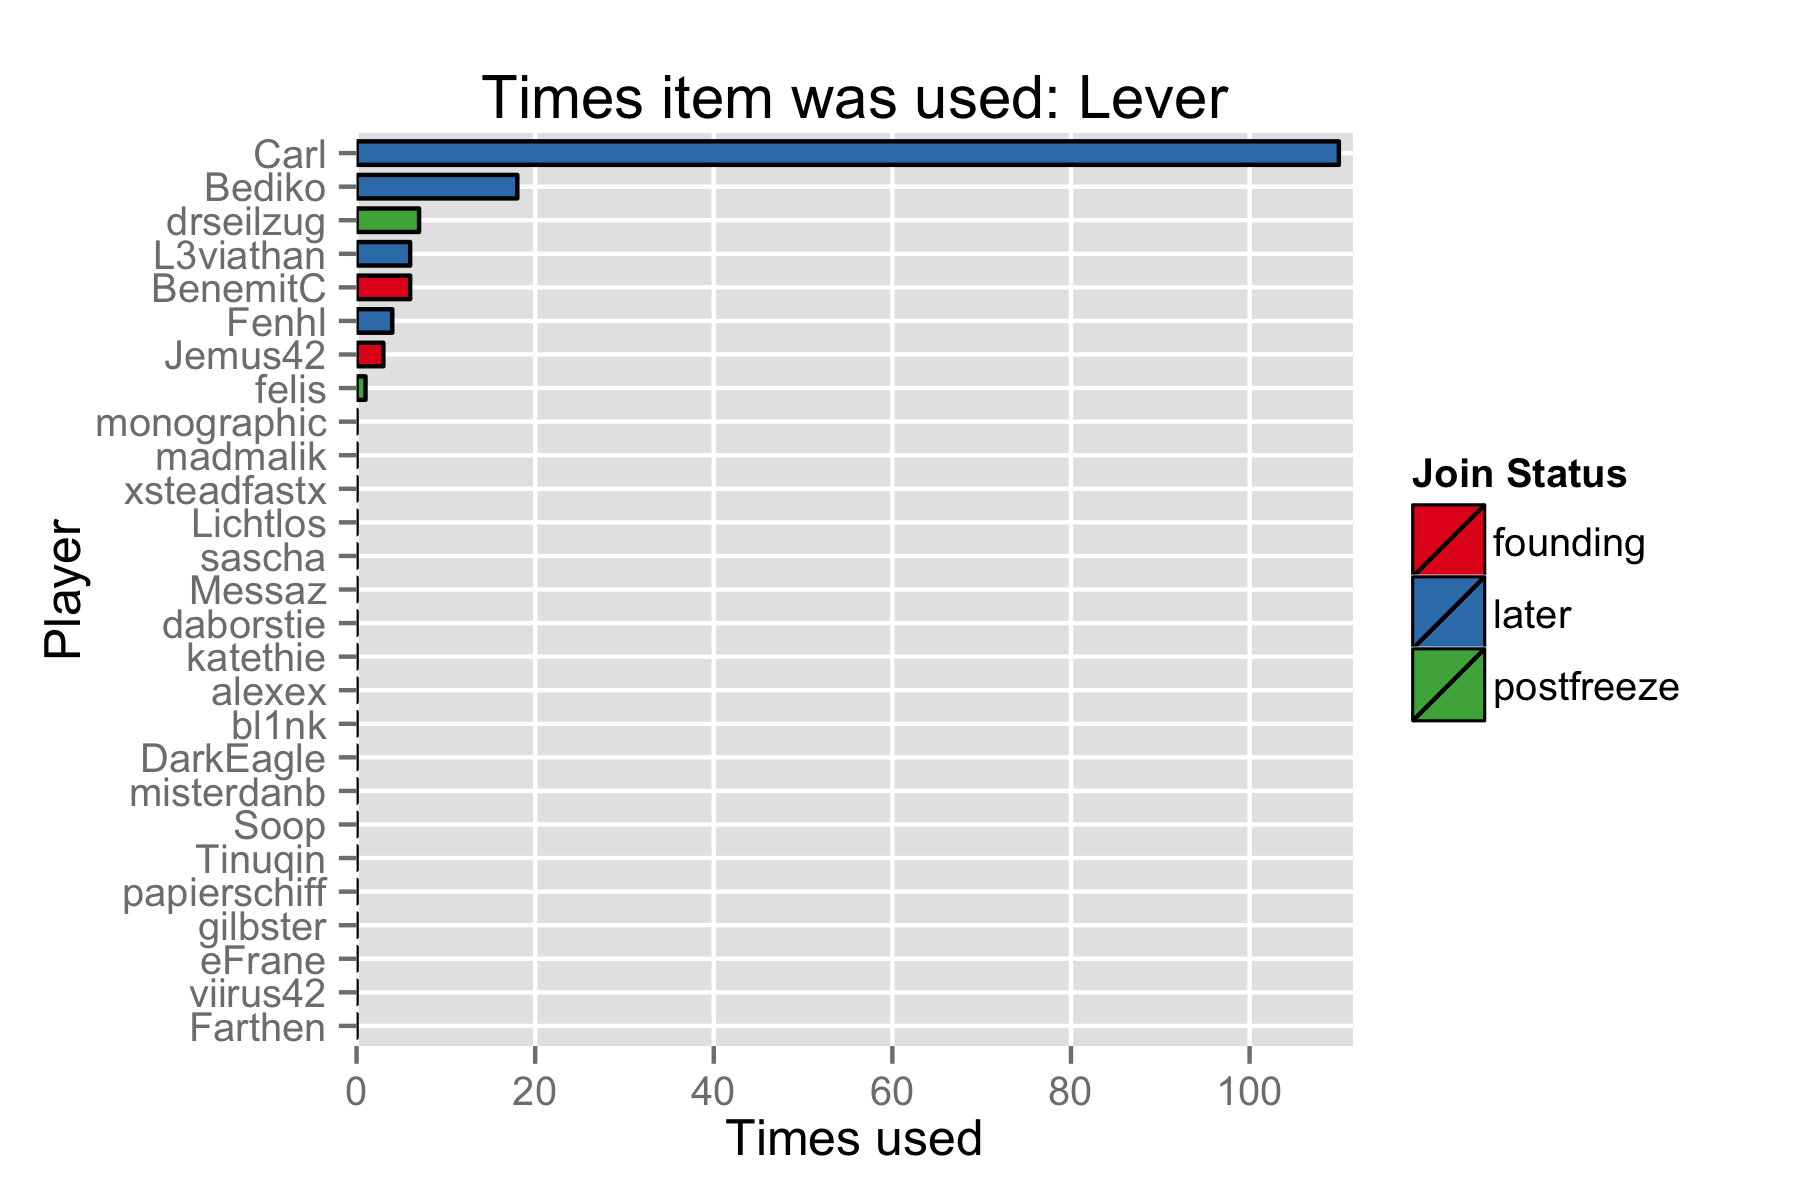 Times item was used: Lever
Carl
Bediko
drseilzug
L3viathan
BenemitC
Fenhl
Jemus42
felis
monographic
madmalik
xsteadfastx
Lichtlos
sascha
Messaz
daborstie
katethie
alexex
bl1nk
DarkEagle
misterdanb
Soop
Tinuqin
papierschiff
gilbster
eFrane
viirus42
Farthen
Player
0 20 40 60 80 100
Times used
Join Status
founding
later
postfreeze